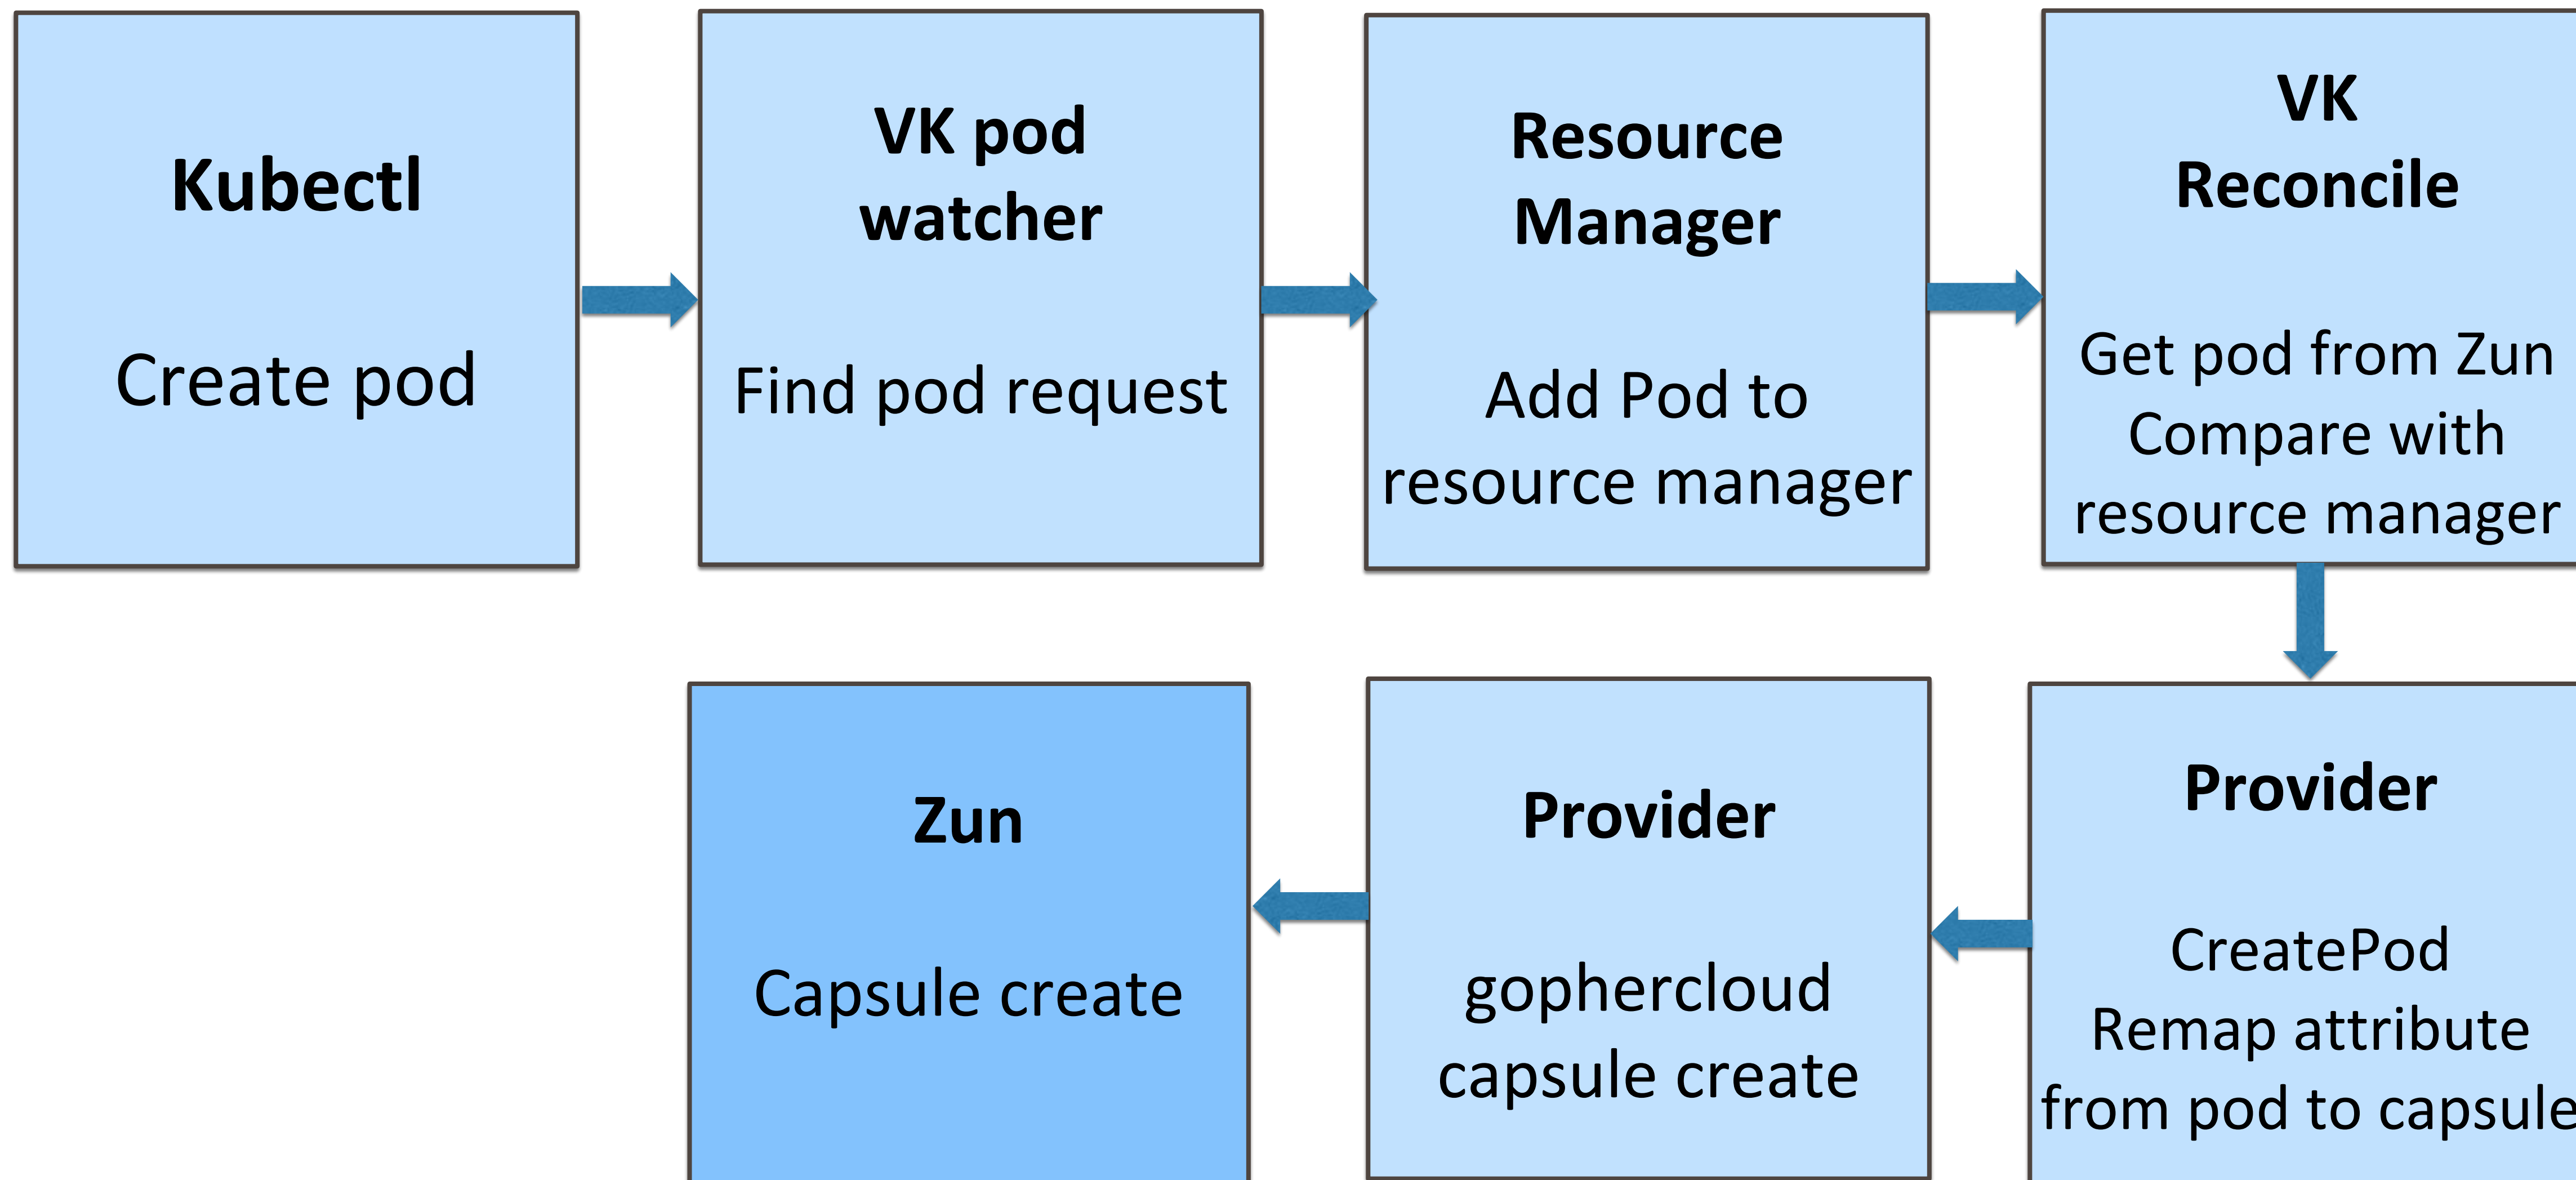 Kubectl
Create pod
VK pod
watcher
Find pod request
Resource
Manager
Add Pod to
resource manager
VK
Reconcile
Get pod from Zun
Compare with
resource manager
Provider
CreatePod
Remap attribute
from pod to capsule
Provider
gophercloud
capsule create
Zun
Capsule create